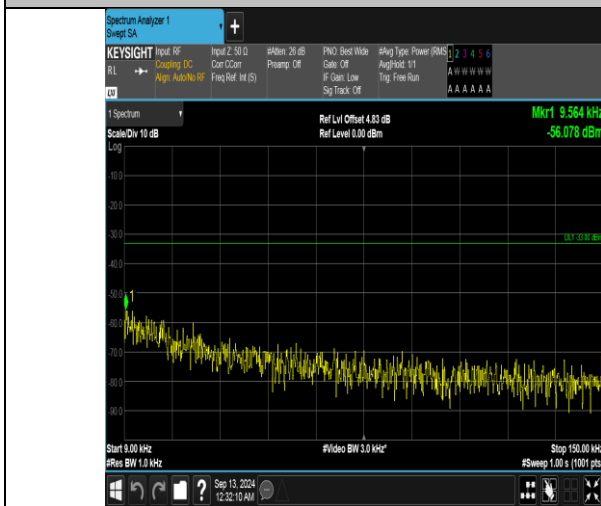 Spectrum Analyzer 1
Swept SA
+
KEYSIGHT Input: RF Input Z: 50 Ω #Atten: 26 dB PNO: Best Wide #Avg Type: Power (RMS 1 2 3 4 5 6
RL Coupling: DC Corr CCorr Preamp: Off Gate: Off Avg|Hold: 1/1 A W W W W W
Align: Auto/No RF Freq Ref: Int (S) IF Gain: Low Trig: Free Run
Sig Track: Off A A A A A A
1 Spectrum Ref Lvl Offset 4.83 dB Mkr1 9.564 kHz
Scale/Div 10 dB Ref Level 0.00 dBm -56.078 dBm
Log
-10.0
-20.0
-30.0
DL1 -33.00 dBm
-40.0
-50.0
1
-60.0
-70.0
-80.0
-90.0
Start 9.00 kHz #Video BW 3.0 kHz* Stop 150.00 kHz
#Res BW 1.0 kHz #Sweep 1.00 s (1001 pts
? Sep 13, 2024
12:32:10 AM